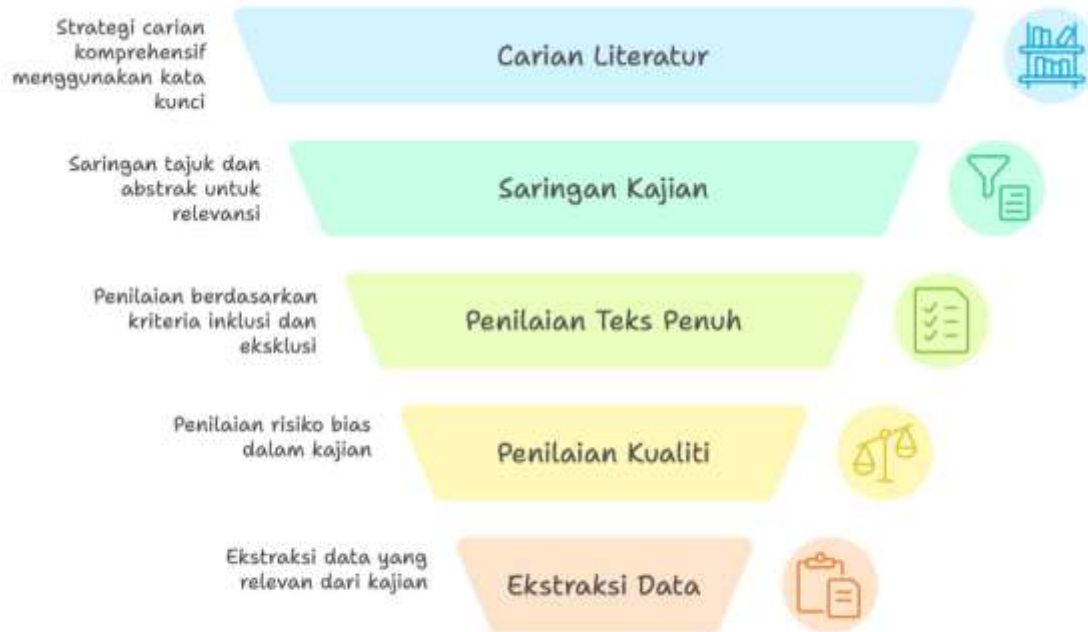 Strategi carian
komprehensif
menggunakan kata
kunci
Carian Literatur
Saringan tajuk dan
abstrak untuk
relevansi
Saringan Kajian
Penilaian berdasarkan
kriteria inklusi dan
eksklusi
Penilaian Teks Penuh
Penilaian risiko bias
dalam kajian
Penilaian Kualiti
Ekstraksi data yang
relevan dari kajian
Ekstraksi Data